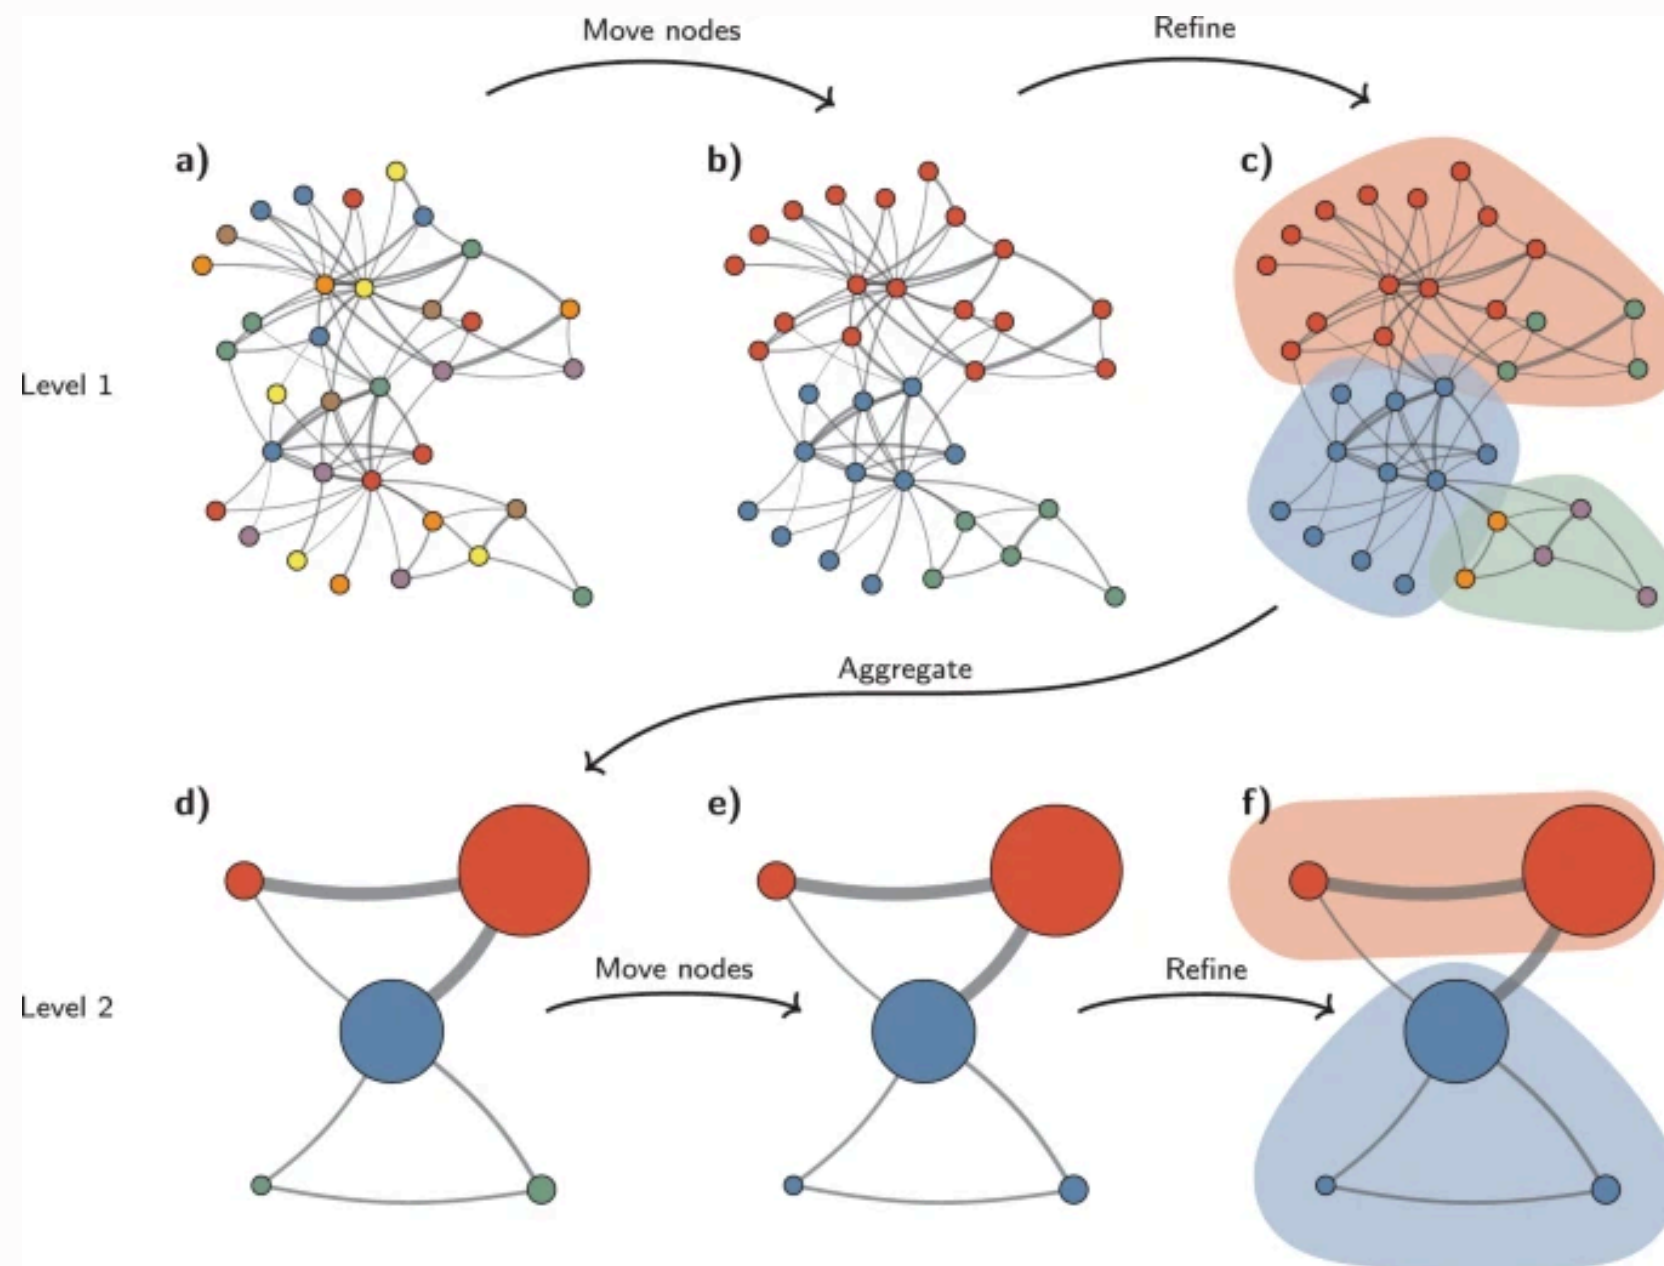 Move nodes
Refine
a)
b)
c)
Level 1
Aggregate
d)
e)
f)
Move nodes
Refine
Level 2